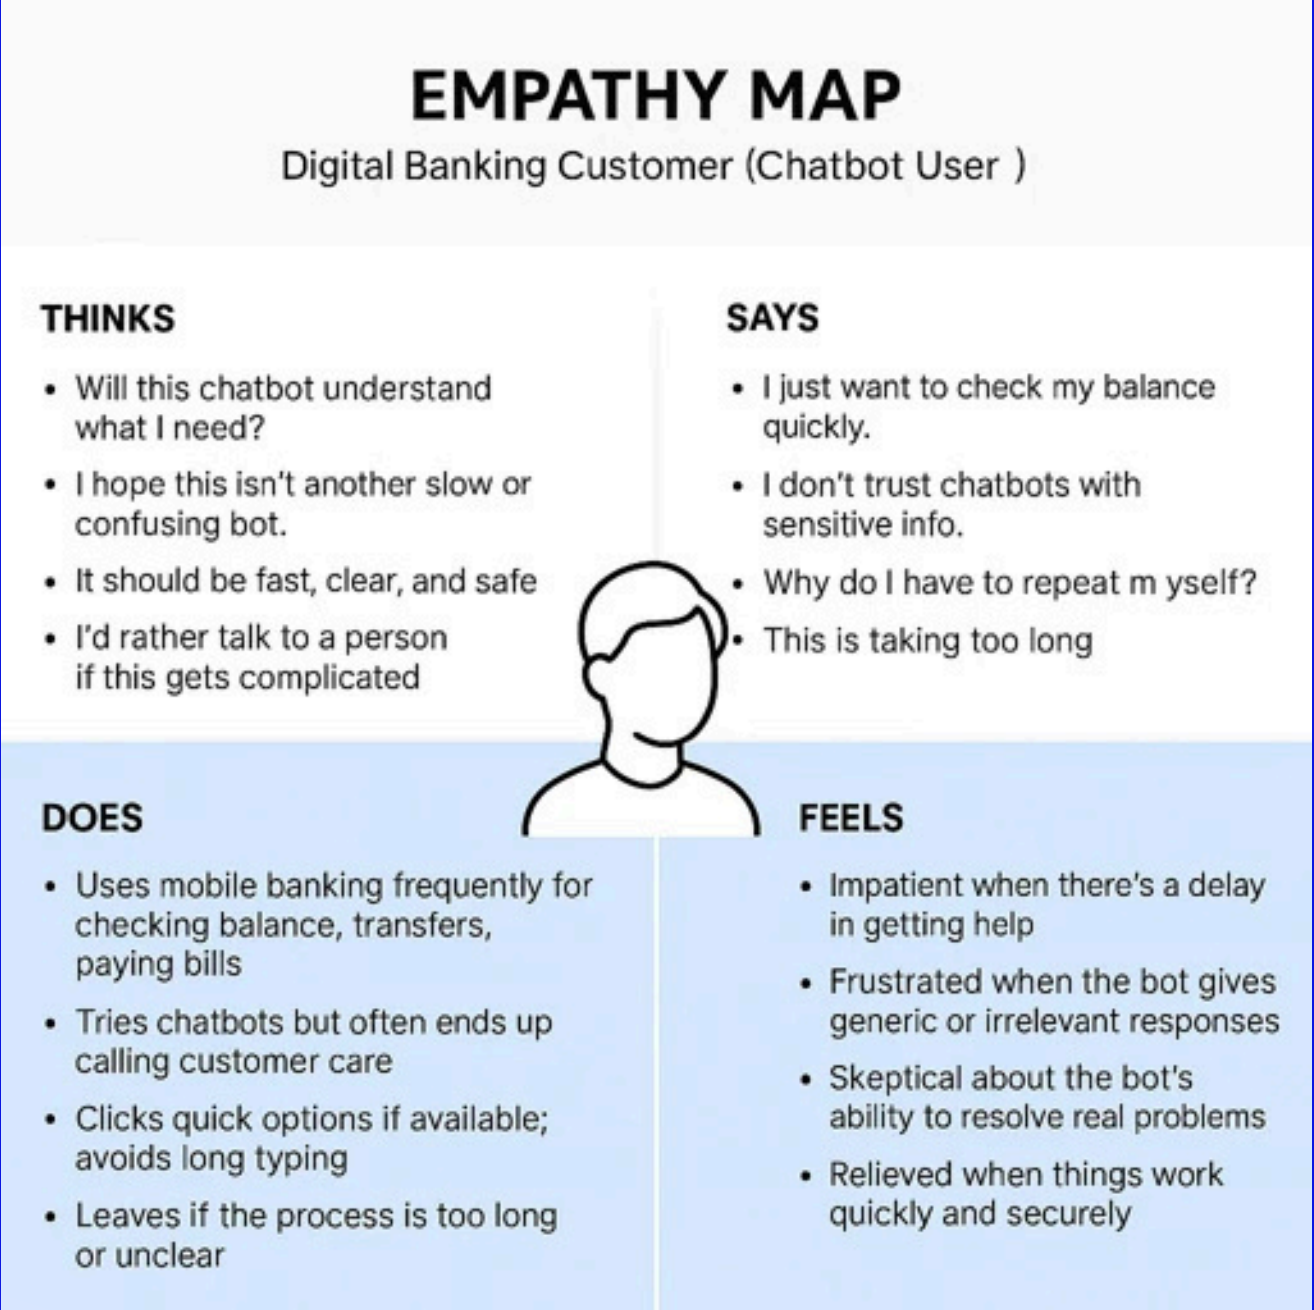 EMPATHY MAP
Digital Banking Customer (Chatbot User )
THINKS
• Will this chatbot understand
what I need?
• I hope this isn't another slow or
confusing bot.
• It should be fast, clear, and safe
• I'd rather talk to a person
if this gets complicated
SAYS
• I just want to check my balance
quickly.
• I don't trust chatbots with
sensitive info.
• Why do I have to repeat m yself?
• This is taking too long
DOES
• Uses mobile banking frequently for
checking balance, transfers,
paying bills
• Tries chatbots but often ends up
calling customer care
• Clicks quick options if available;
avoids long typing
• Leaves if the process is too long
or unclear
FEELS
• Impatient when there's a delay
in getting help
• Frustrated when the bot gives
generic or irrelevant responses
• Skeptical about the bot's
ability to resolve real problems
• Relieved when things work
quickly and securely